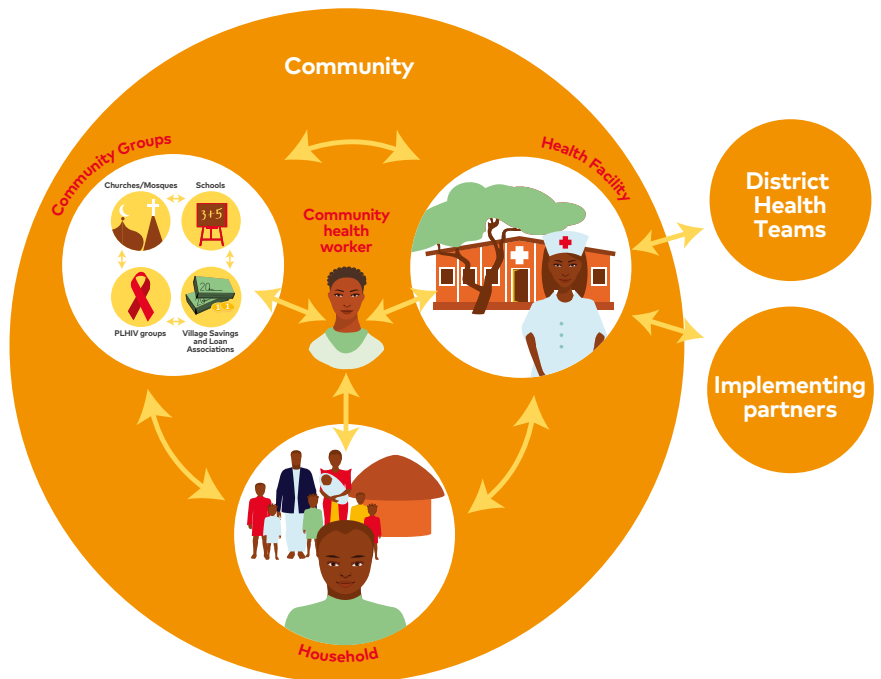 Community
Community Groups
Health Facility
Churches/Mosques
Schools
3+5
Community
health
worker
20
PLHIV groups
Village Savings
and Loan
Associations
Household
District
Health
Teams
Implementing
partners